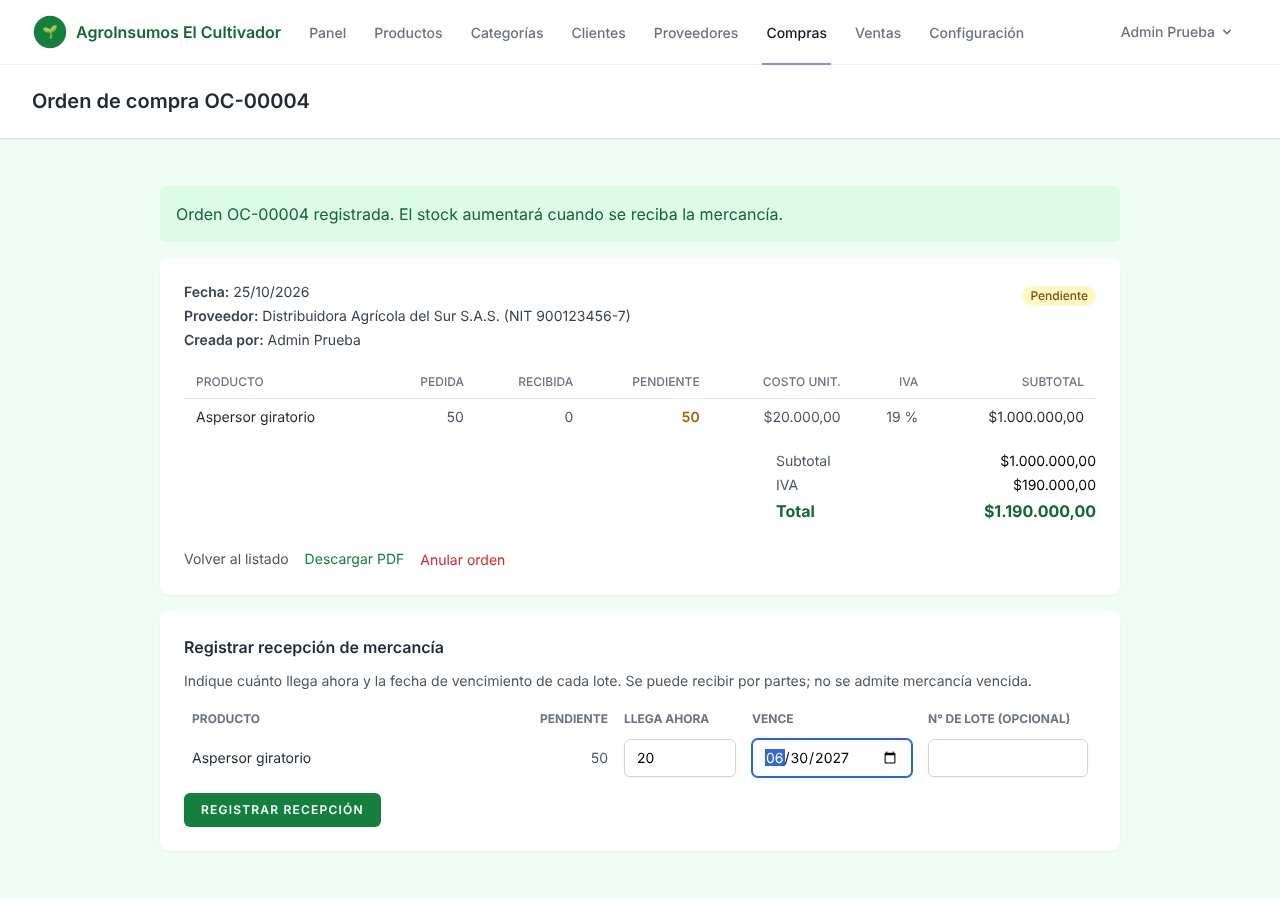 AgroInsumos El Cultivador Panel Productos Categorías Clientes Proveedores Compras Ventas Configuración Admin Prueba
Orden de compra OC-00004
Orden OC-00004 registrada. El stock aumentará cuando se reciba la mercancía.
Fecha: 25/10/2026 Pendiente
Proveedor: Distribuidora Agrícola del Sur S.A.S. (NIT 900123456-7)
Creada por: Admin Prueba
PRODUCTO PEDIDA RECIBIDA PENDIENTE COSTO UNIT. IVA SUBTOTAL
Aspersor giratorio 50 0 50 $20.000,00 19 % $1.000.000,00
Subtotal $1.000.000,00
IVA $190.000,00
Total $1.190.000,00
Volver al listado Descargar PDF Anular orden
Registrar recepción de mercancía
Indique cuánto llega ahora y la fecha de vencimiento de cada lote. Se puede recibir por partes; no se admite mercancía vencida.
PRODUCTO PENDIENTE LLEGA AHORA VENCE N° DE LOTE (OPCIONAL)
Aspersor giratorio 50 20 06/30/2027
REGISTRAR RECEPCIÓN